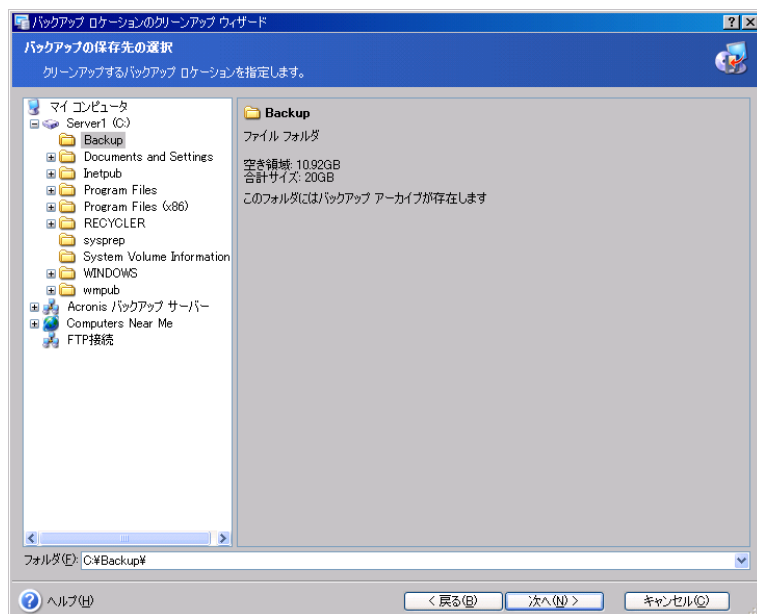 バックアップ ロケーションのクリーンアップ ウィザード
バックアップの保存先の選択
クリーンアップするバックアップ ロケーションを指定します。
マイ コンピュータ
Server1 (C:)
Backup
Documents and Settings
Inetpub
Program Files
Program Files (x86)
RECYCLER
sysprep
System Volume Information
WINDOWS
wmpub
Acronis バックアップ サーバー
Computers Near Me
FTP接続
Backup
ファイル フォルダ
空き領域: 10.92GB
合計サイズ: 20GB
このフォルダにはバックアップ アーカイブが存在します
フォルダ(F): C:¥Backup¥
ヘルプ(H)
< 戻る(B)
次へ(N) >
キャンセル(C)